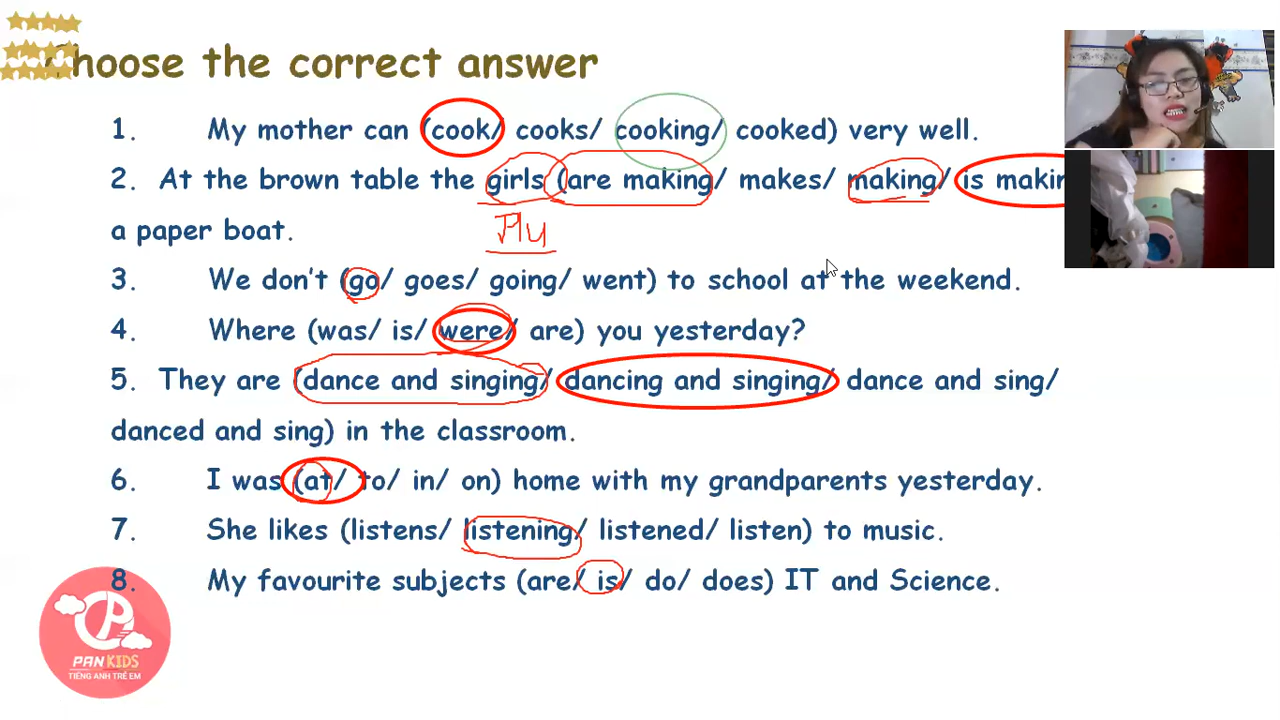 Choose the correct answer
1. My mother can (cook/ cooks/ cooking/ cooked) very well.
2. At the brown table the girls (are making/ makes/ making/ is makin
a paper boat.
3. We don't (go/ goes/ going/ went) to school at the weekend.
4. Where (was/ is/ were/ are) you yesterday?
5. They are (dance and singing/ dancing and singing/ dance and sing/
danced and sing) in the classroom.
6. I was (at/ to/ in/ on) home with my grandparents yesterday.
7. She likes (listens/ listening/ listened/ listen) to music.
8. My favourite subjects (are/ is/ do/ does) IT and Science.
PAN KIDS
TIẾNG ANH TRẺ EM